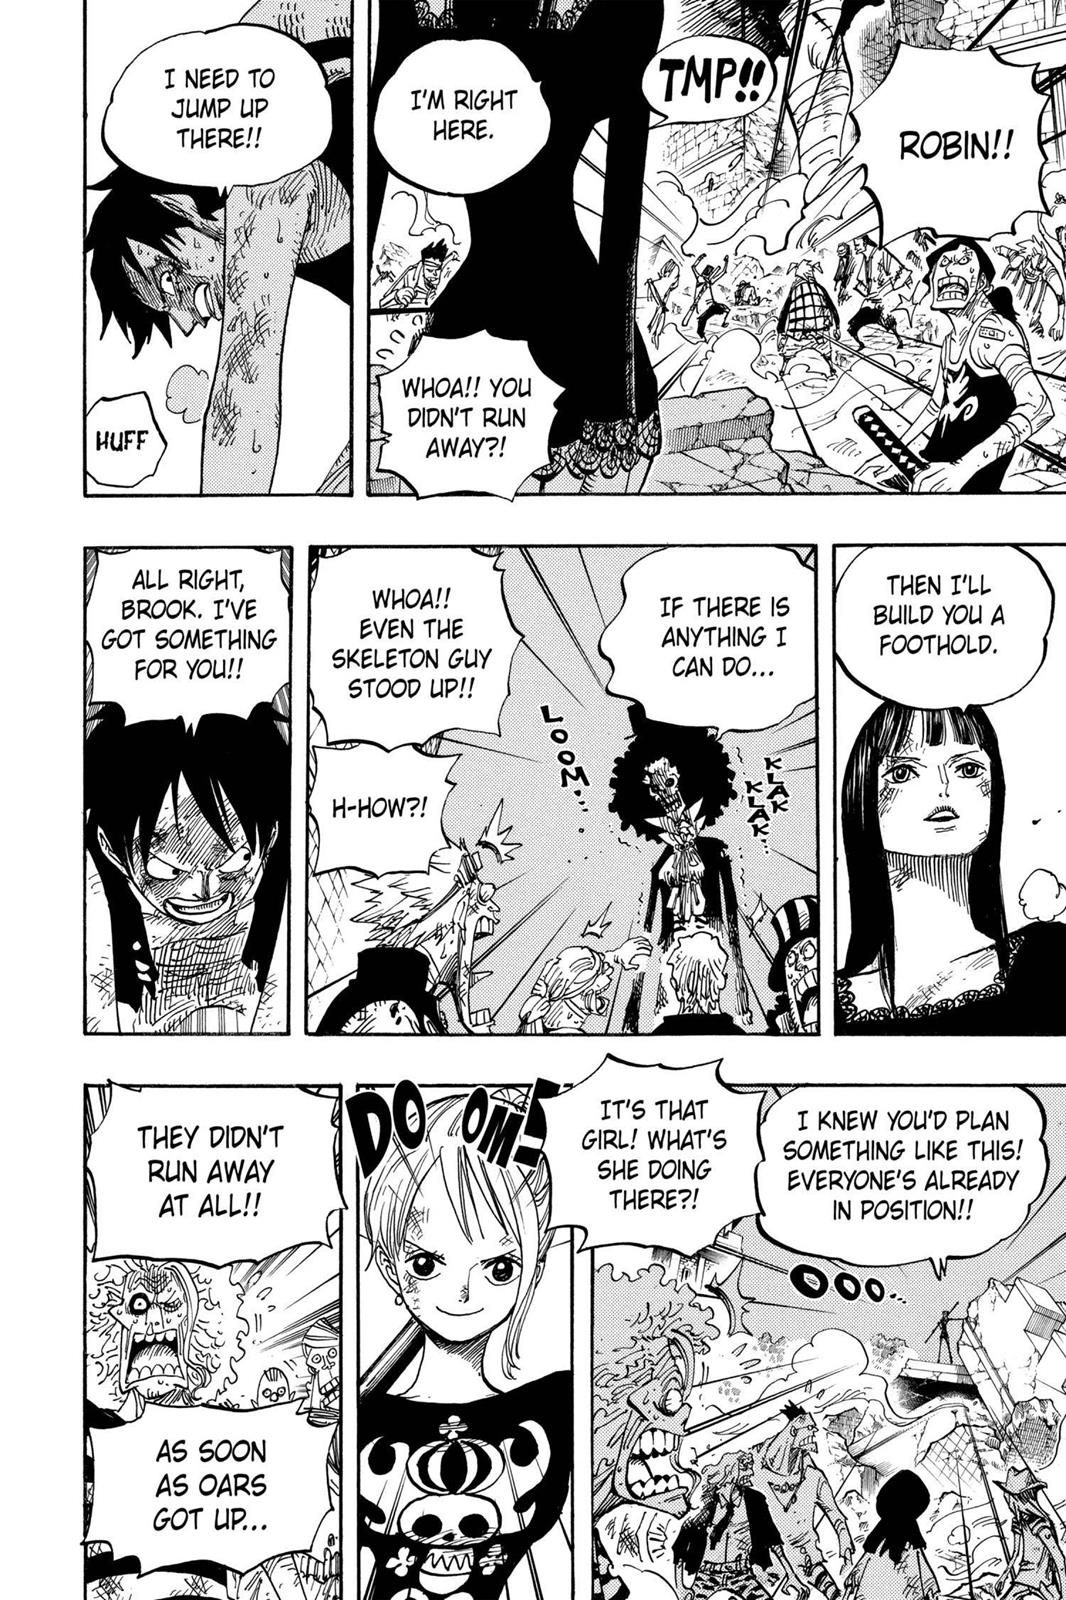 ROBIN!!
TMP!!
I'M RIGHT
HERE.
WHOA!! YOU
DIDN'T RUN
AWAY?!
I NEED TO
JUMP UP
THERE!!
HUFF
THEN I'LL
BUILD YOU A
FOOTHOLD.
IF THERE IS
ANYTHING I
CAN DO...
KLAK
KLAK...
LOOM...
WHOA!!
EVEN THE
SKELETON GUY
STOOD UP!!
H-HOW?!
ALL RIGHT,
BROOK. I'VE
GOT SOMETHING
FOR YOU!!
I KNEW YOU'D PLAN
SOMETHING LIKE THIS!
EVERYONE'S ALREADY
IN POSITION!!
IT'S THAT
GIRL! WHAT'S
SHE DOING
THERE?!
OOO...
DOOM!
THEY DIDN'T
RUN AWAY
AT ALL!!
AS SOON
AS OARS
GOT UP...